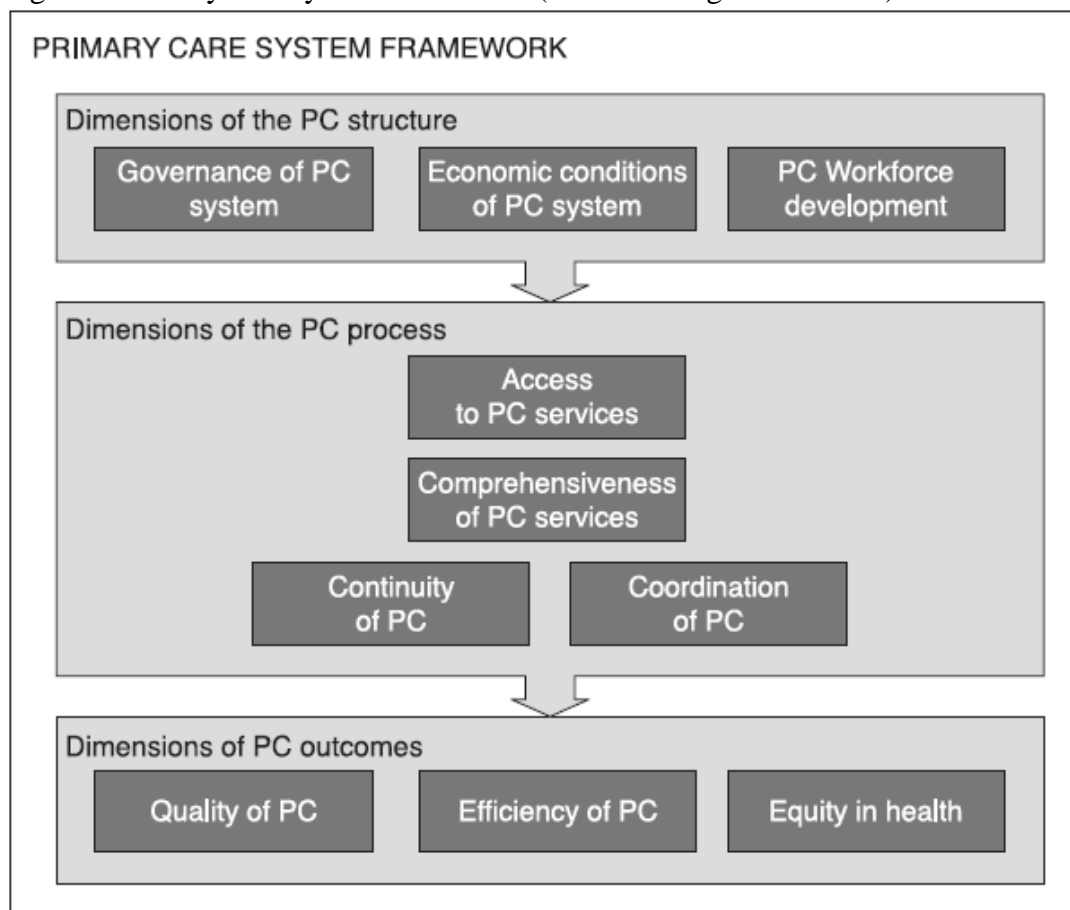 PRIMARY CARE SYSTEM FRAMEWORK
Dimensions of the PC structure
Governance of PC
system
Economic conditions
of PC system
PC Workforce
development
Dimensions of the PC process
Access
to PC services
Comprehensiveness
of PC services
Continuity
of PC
Coordination
of PC
Dimensions of PC outcomes
Quality of PC
Efficiency of PC
Equity in health